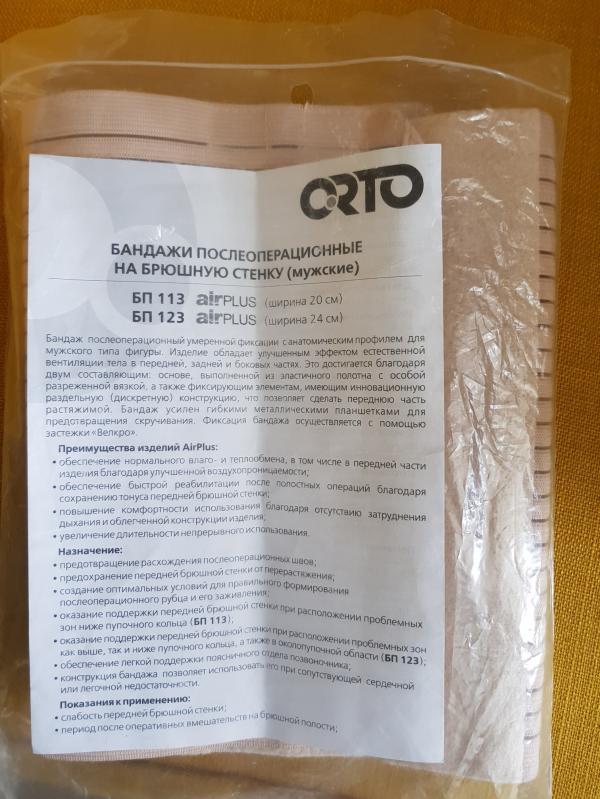 ORTO
БАНДАЖИ ПОСЛЕОПЕРАЦИОННЫЕ
НА БРЮШНУЮ СТЕНКУ (мужские)
БП 113 airPLUS (ширина 20 см)
БП 123 airPLUS (ширина 24 см)
Бандаж послеоперационный умеренной фиксации с анатомическим профилем для
мужского типа фигуры. Изделие обладает улучшенным эффектом естественной
вентиляции тела в передней, задней и боковых частях. Это достигается благодаря
двум составляющим: основе, выполненной из эластичного полотна с особой
разреженной вязкой, а также фиксирующим элементам, имеющим инновационную
раздельную (дискретную) конструкцию, что позволяет сделать переднюю часть
растяжимой. Бандаж усилен гибкими металлическими планшетками для
предотвращения скручивания. Фиксация бандажа осуществляется с помощью
застежки «Велкро».
Преимущества изделий AirPlus:
• обеспечение нормального влаго- и теплообмена, в том числе в передней части
изделия благодаря улучшенной воздухопроницаемости;
• обеспечение быстрой реабилитации после полостных операций благодаря
сохранению тонуса передней брюшной стенки;
• повышение комфортности использования благодаря отсутствию затруднения
дыхания и облегченной конструкции изделия;
• увеличение длительности непрерывного использования.
Назначение:
• предотвращение расхождения послеоперационных швов;
• предохранение передней брюшной стенки от перерастяжения;
• создание оптимальных условий для правильного формирования
послеоперационного рубца и его заживления;
• оказание поддержки передней брюшной стенки при расположении проблемных
зон ниже пупочного кольца (БП 113);
• оказание поддержки передней брюшной стенки при расположении проблемных зон
как выше, так и ниже пупочного кольца, а также в околопупочной области (БП 123);
• обеспечение легкой поддержки поясничного отдела позвоночника;
• конструкция бандажа позволяет использовать его при сопутствующей сердечной
или легочной недостаточности.
Показания к применению:
• слабость передней брюшной стенки;
• период после оперативных вмешательств на брюшной полости;